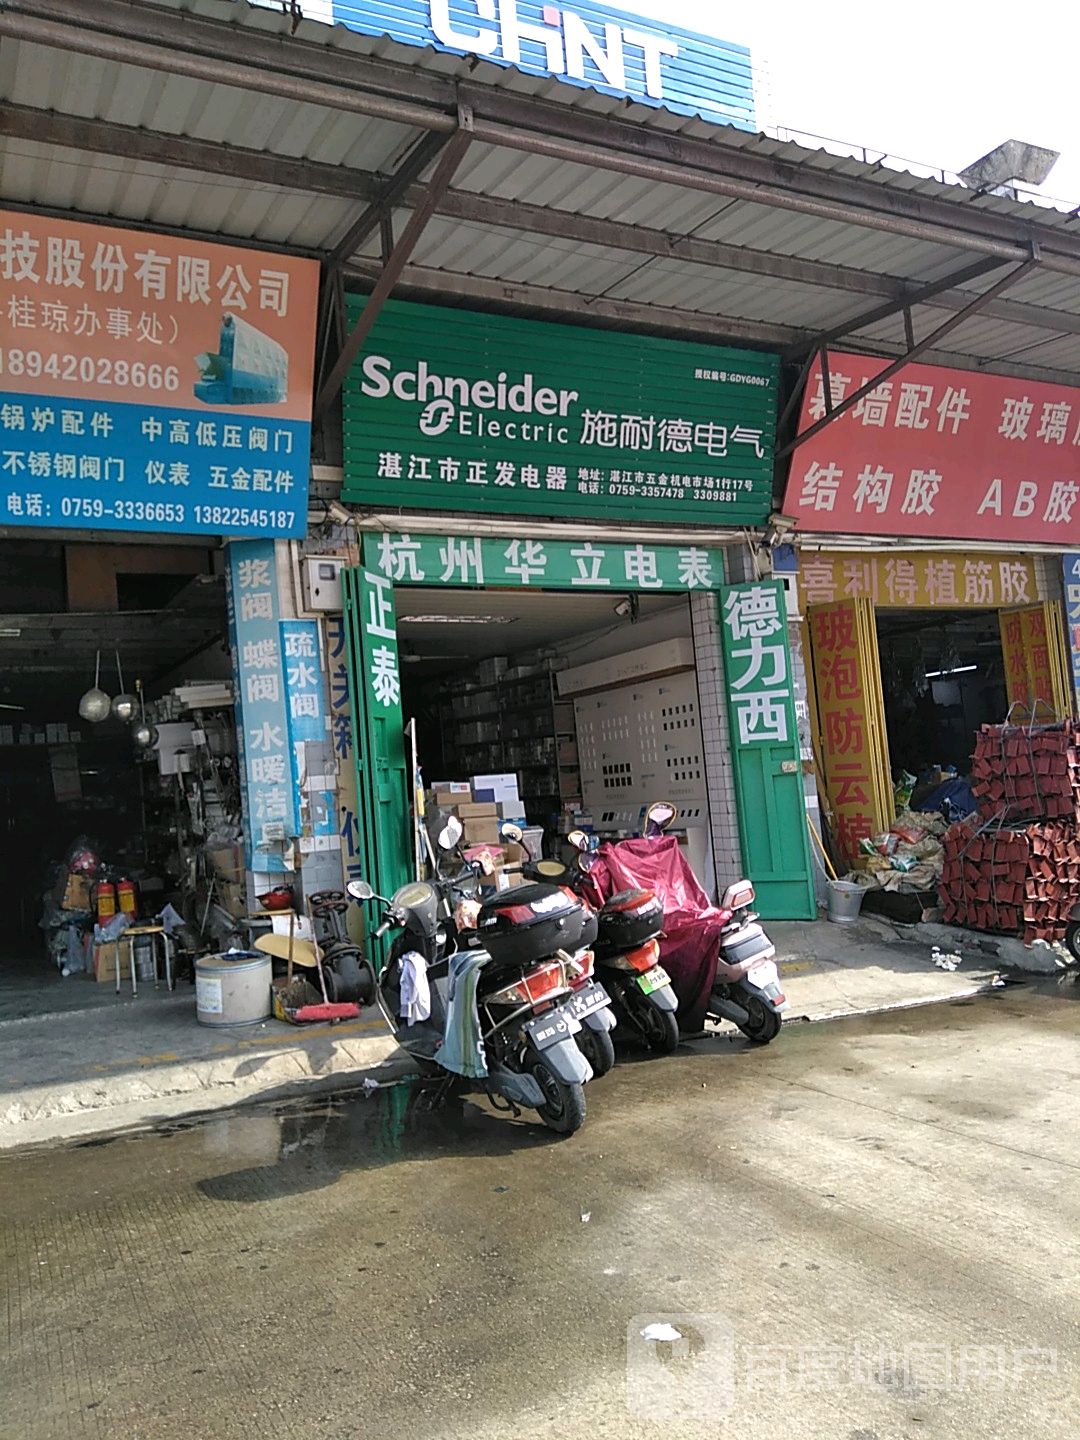 CHNT
技股份有限公司
桂琼办事处）
189420208666
锅炉配件 中高低压阀门
不锈钢阀门 仪表 五金配件
电话：0759-3336653 13822545187
授权编号:GDYG0067
Schneider
Electric 施耐德电气
湛江市正发电器
地址：湛江市五金机电市场1行17号
电话：0759-3357478 3309881
幕墙配件 玻璃
结构胶 AB胶
杭州华立电表
正泰
德力西
浆阀 蝶阀 水暖洁
疏水阀
喜利得植筋胶
玻泡防云植
防水胶
双面贴
百度地图用户